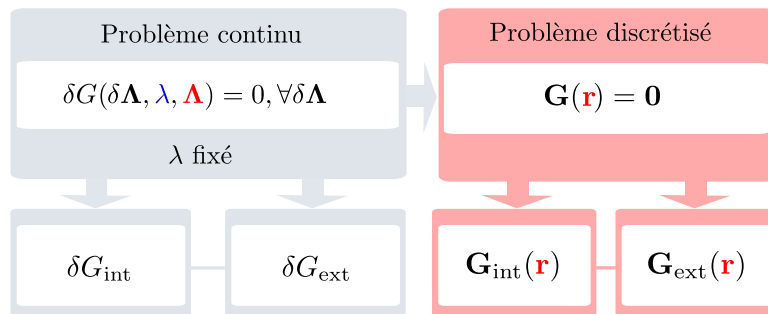 Problème continu
δG(δΛ, λ, Λ) = 0, ∀δΛ
λ fixé
δG_int
δG_ext
Problème discrétisé
G(r) = 0
G_int(r)
G_ext(r)